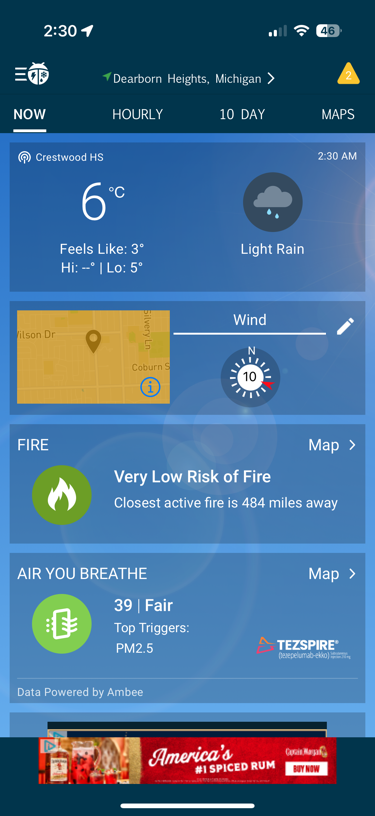 2:30
46
Dearborn Heights, Michigan
2
NOW HOURLY 10 DAY MAPS
Crestwood HS 2:30 AM
6°C
Feels Like: 3°
Hi: --° | Lo: 5°
Light Rain
Wilson Dr
Silvery Ln
Coburn S
Wind
N
10
FIRE Map
Very Low Risk of Fire
Closest active fire is 484 miles away
AIR YOU BREATHE Map
39 | Fair
Top Triggers:
PM2.5
TEZSPIRE®
(tezepelumab-ekko)
Data Powered by Ambee
America's
#1 SPICED RUM
Captain Morgan
BUY NOW